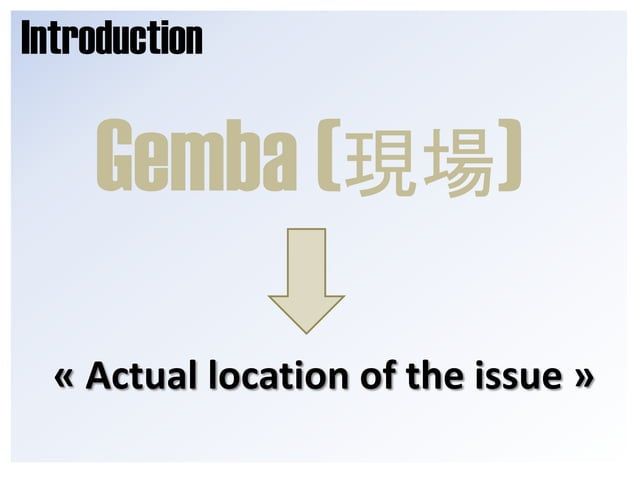 Introduction
Gemba (現場)
« Actual location of the issue »